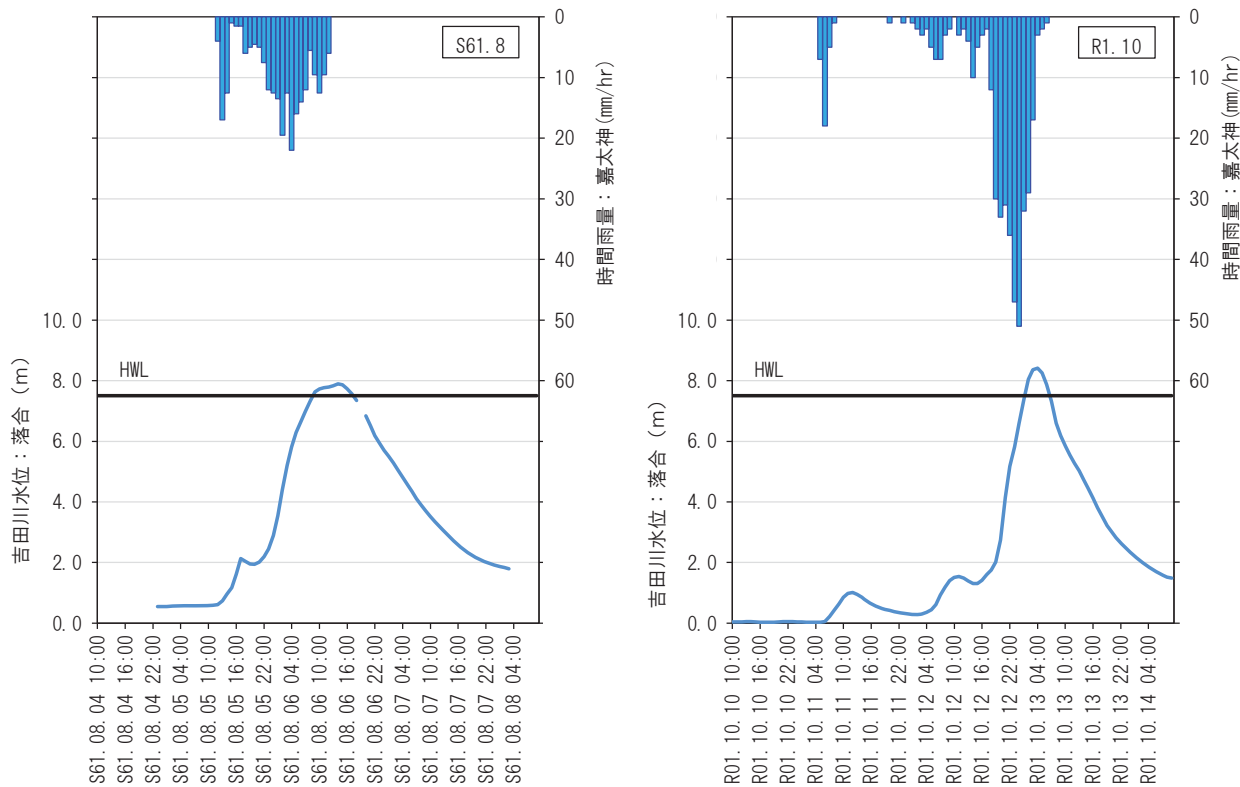 S61. 8
0
10
20
30
40
50
60
時間雨量：嘉太神(mm/hr)
HWL
10. 0
8. 0
6. 0
4. 0
2. 0
0. 0
吉田川水位：落合（m）
S61. 08. 04 10:00
S61. 08. 04 16:00
S61. 08. 04 22:00
S61. 08. 05 04:00
S61. 08. 05 10:00
S61. 08. 05 16:00
S61. 08. 05 22:00
S61. 08. 06 04:00
S61. 08. 06 10:00
S61. 08. 06 16:00
S61. 08. 06 22:00
S61. 08. 07 04:00
S61. 08. 07 10:00
S61. 08. 07 16:00
S61. 08. 07 22:00
S61. 08. 08 04:00
R1. 10
0
10
20
30
40
50
60
時間雨量：嘉太神(mm/hr)
HWL
10. 0
8. 0
6. 0
4. 0
2. 0
0. 0
吉田川水位：落合（m）
R01. 10. 10 10:00
R01. 10. 10 16:00
R01. 10. 10 22:00
R01. 10. 11 04:00
R01. 10. 11 10:00
R01. 10. 11 16:00
R01. 10. 11 22:00
R01. 10. 12 04:00
R01. 10. 12 10:00
R01. 10. 12 16:00
R01. 10. 12 22:00
R01. 10. 13 04:00
R01. 10. 13 10:00
R01. 10. 13 16:00
R01. 10. 13 22:00
R01. 10. 14 04:00